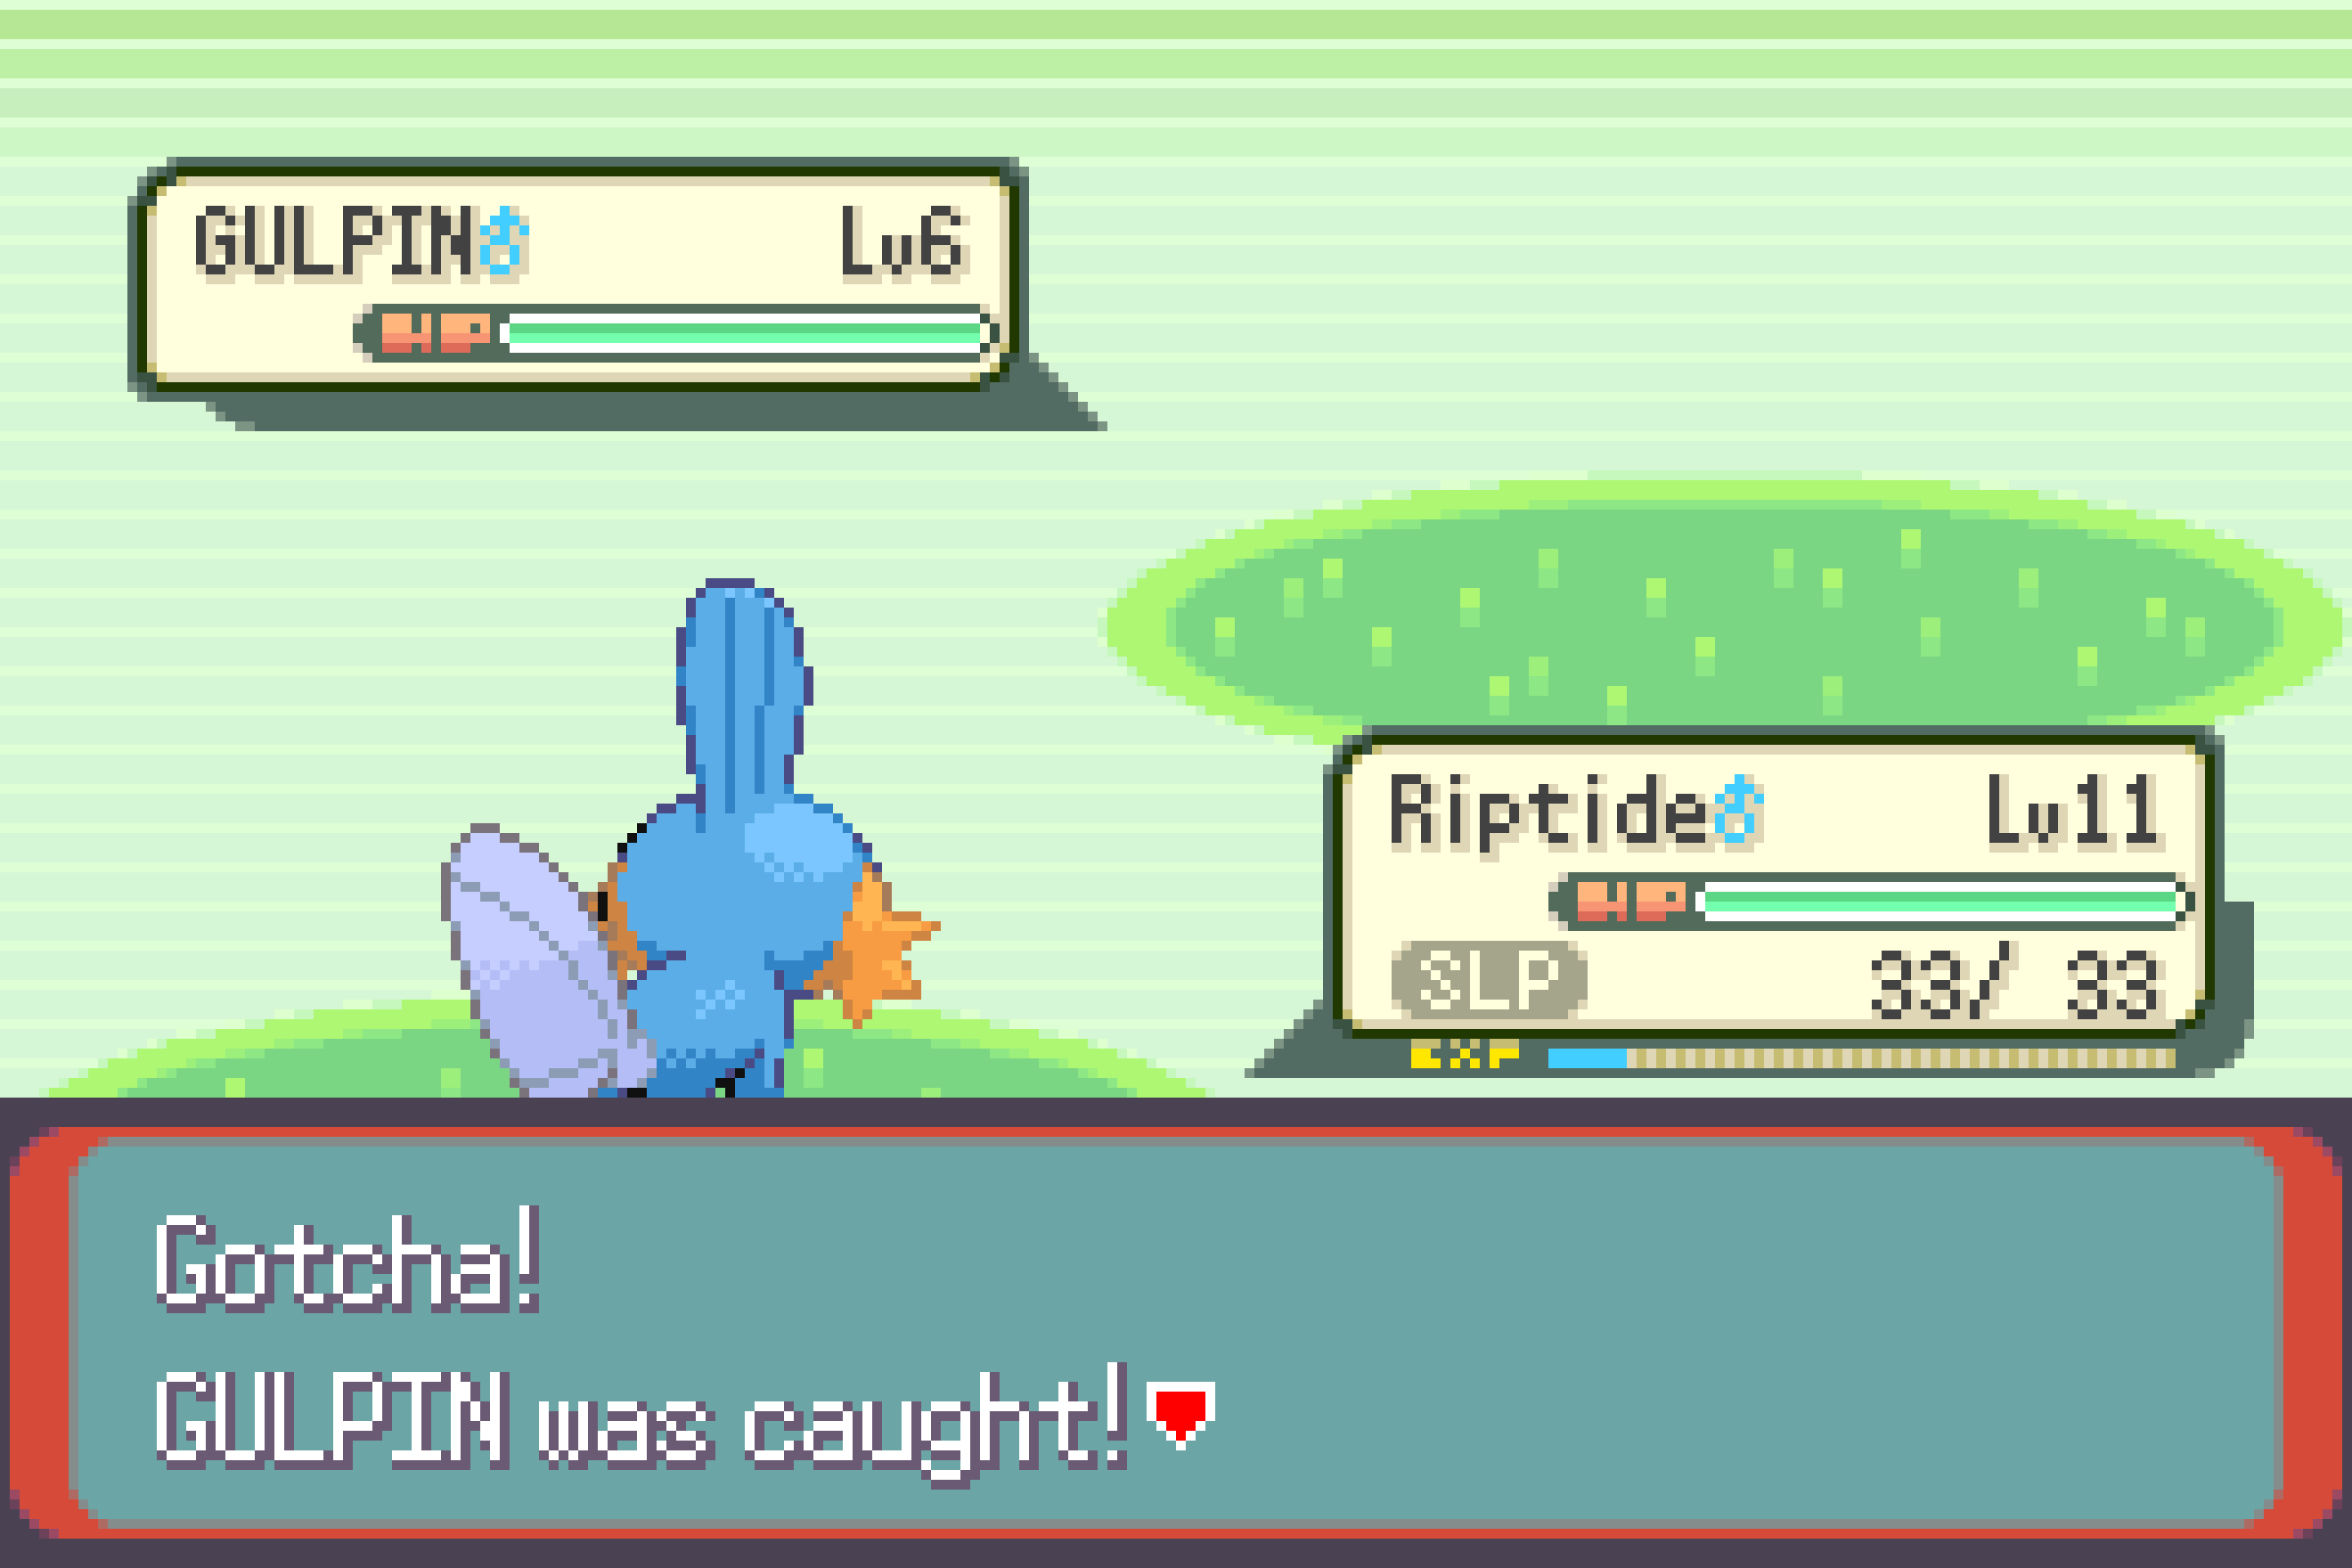 GULPIN♂ Lv6
HP
Riptide♂ Lv11
HP
SLP 33/ 33
EXP
Gotcha!
GULPIN was caught!♥